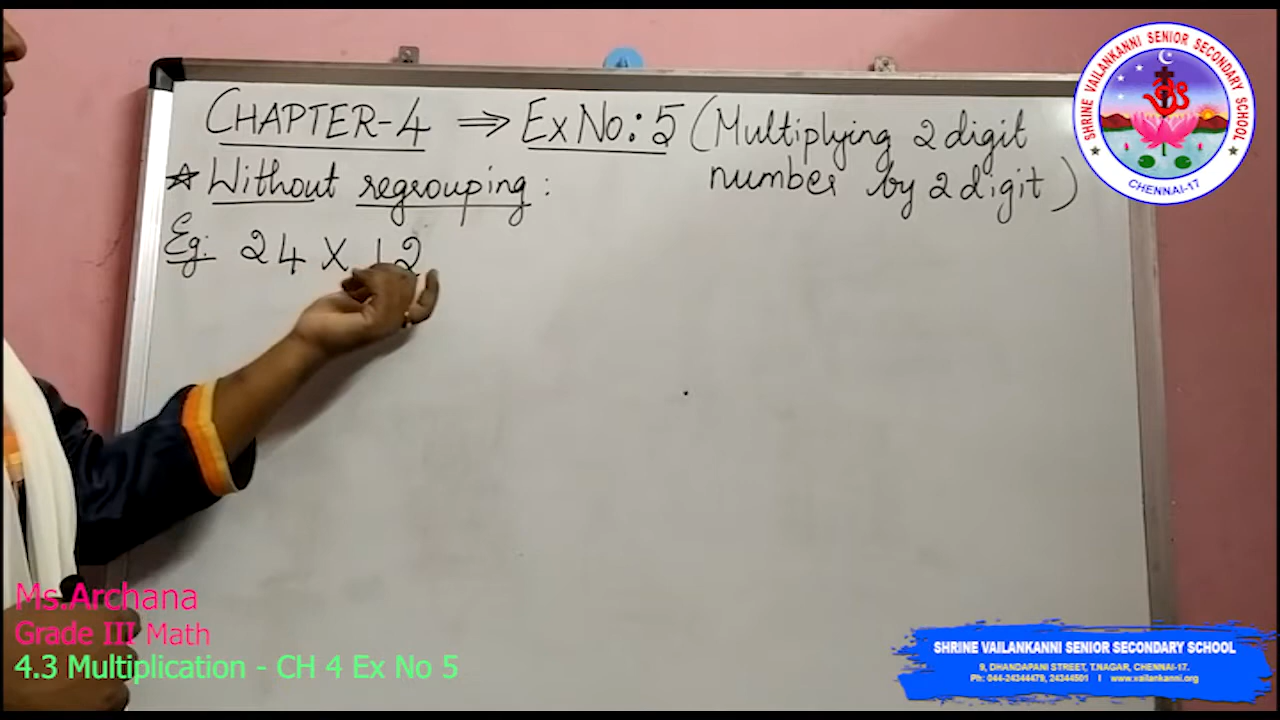 CHAPTER-4 ⇒ Ex No: 5 (Multiplying 2 digit
number by 2 digit)
☆ Without regrouping :
Eg: 24 X 12
SHRINE VAILANKANNI SENIOR SECONDARY SCHOOL
CHENNAI-17
Ms.Archana
Grade III Math
4.3 Multiplication - CH 4 Ex No 5
SHRINE VAILANKANNI SENIOR SECONDARY SCHOOL
9, DHANDAPANI STREET, T.NAGAR, CHENNAI-17.
Ph: 044-24344479, 24344501 I www.vailankanni.org